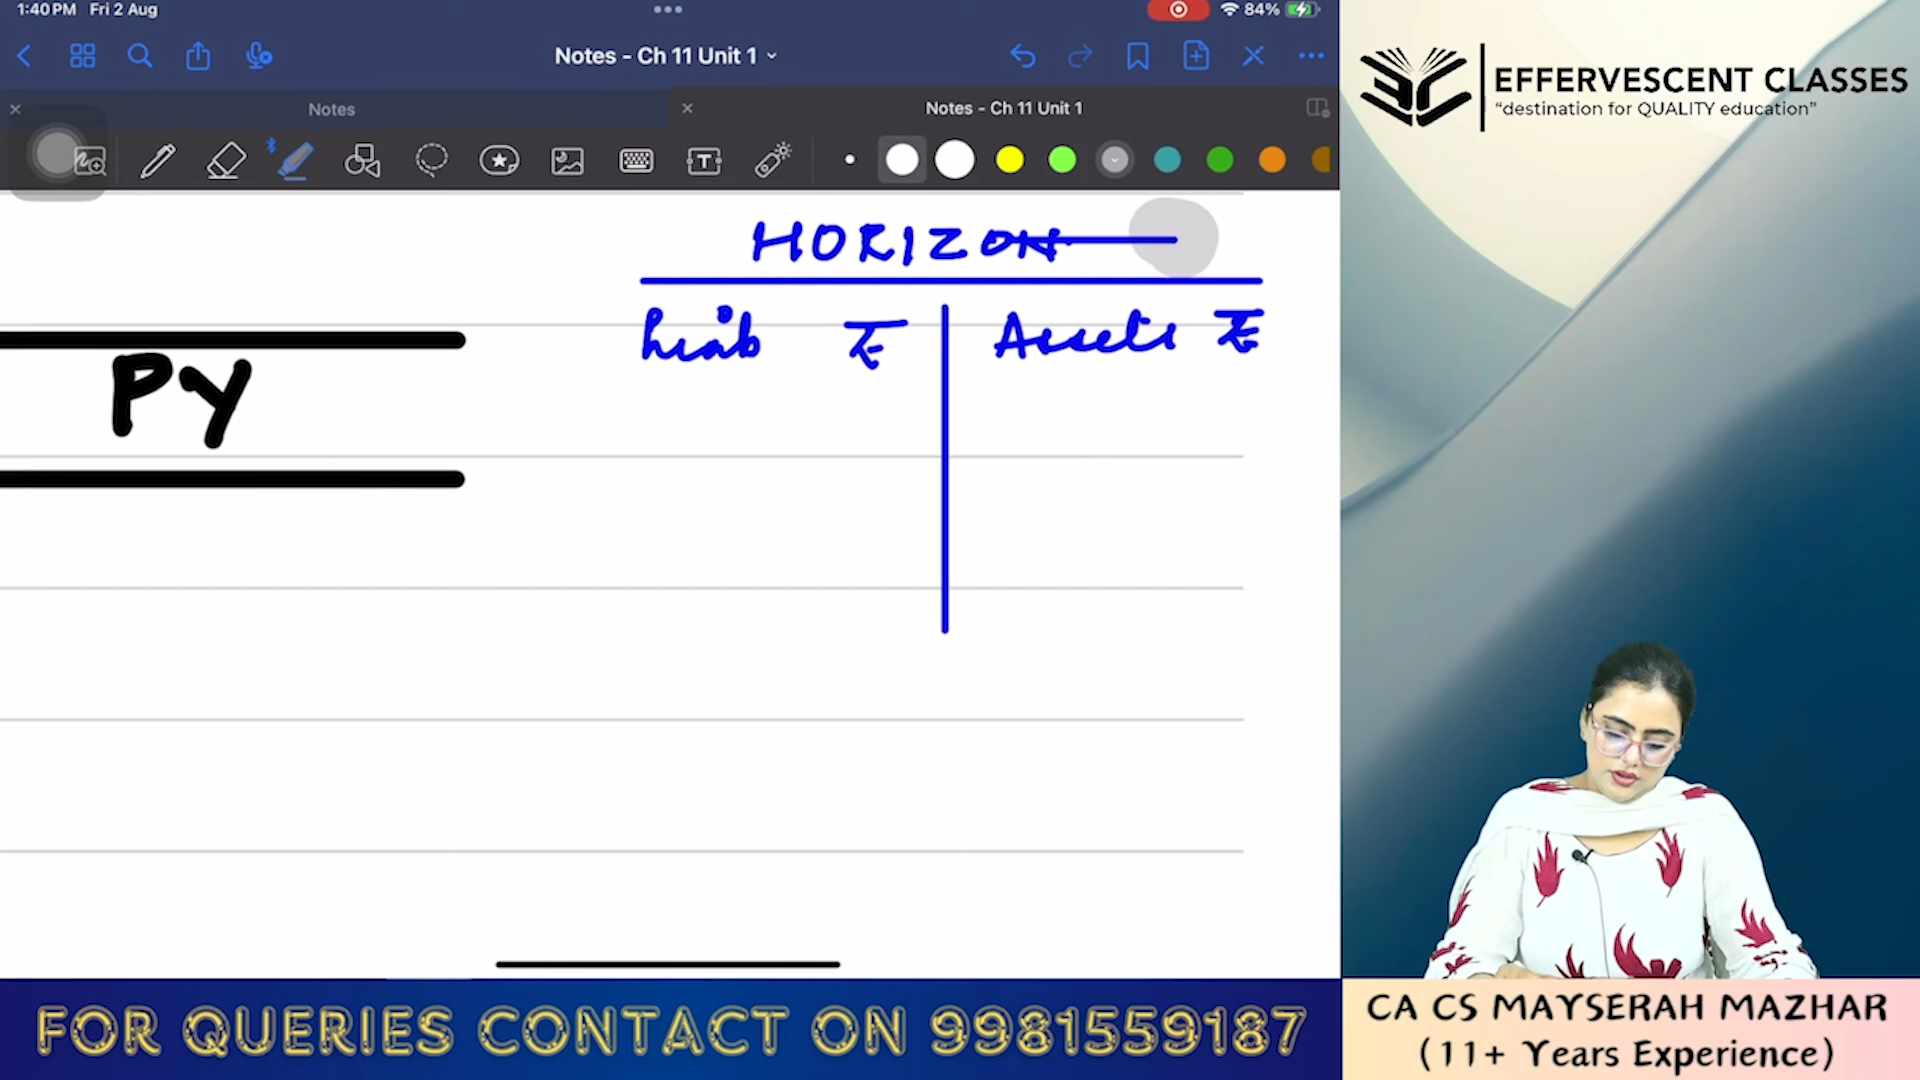 1:40 PM Fri 2 Aug
84%
Notes - Ch 11 Unit 1
Notes
Notes - Ch 11 Unit 1
T
HORIZON
Liab ₹ Assets ₹
PY
EFFERVESCENT CLASSES
"destination for QUALITY education"
FOR QUERIES CONTACT ON 9981559187
CA CS MAYSERAH MAZHAR
(11+ Years Experience)